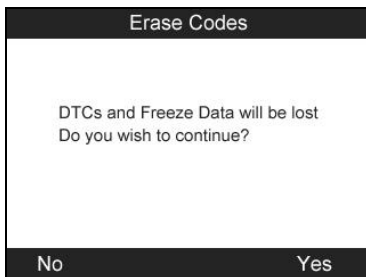 Erase Codes
DTCs and Freeze Data will be lost
Do you wish to continue?
No Yes